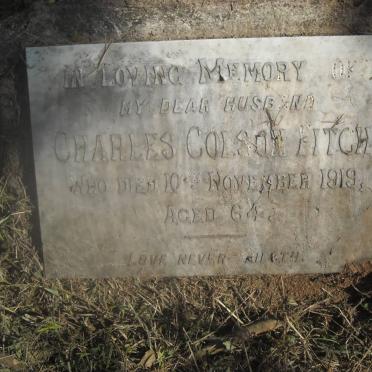 IN LOVING MEMORY OF
MY DEAR HUSBAND
CHARLES COLSON FITCH
WHO DIED 10TH NOVEMBER 1919,
AGED 64
LOVE NEVER FAILETH.